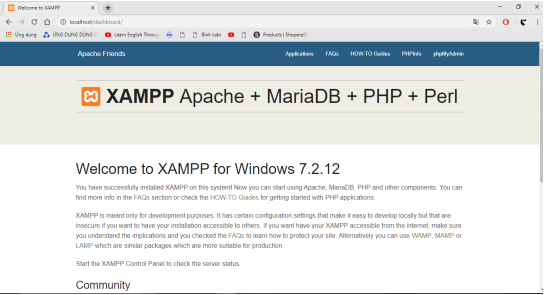 Welcome to XAMPP
localhost/dashboard/
Ứng dụng
ỨNG DỤNG DÙNG
Learn English Throug
Bình luận
Products | Shopera
Apache Friends
Applications FAQs HOW-TO Guides PHPInfo phpMyAdmin
XAMPP Apache + MariaDB + PHP + Perl
Welcome to XAMPP for Windows 7.2.12
You have successfully installed XAMPP on this system! Now you can start using Apache, MariaDB, PHP and other components. You can
find more info in the FAQs section or check the HOW-TO Guides for getting started with PHP applications.
XAMPP is meant only for development purposes. It has certain configuration settings that make it easy to develop locally but that are
insecure if you want to have your installation accessible to others. If you want have your XAMPP accessible from the internet, make sure
you understand the implications and you checked the FAQs to learn how to protect your site. Alternatively you can use WAMP, MAMP or
LAMP which are similar packages which are more suitable for production.
Start the XAMPP Control Panel to check the server status.
Community